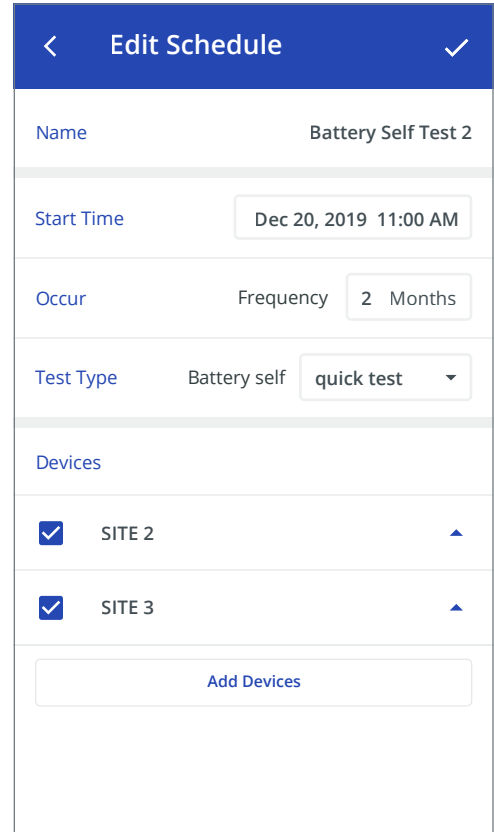 Edit Schedule
Name Battery Self Test 2
Start Time Dec 20, 2019 11:00 AM
Occur Frequency 2 Months
Test Type Battery self quick test
Devices
SITE 2
SITE 3
Add Devices